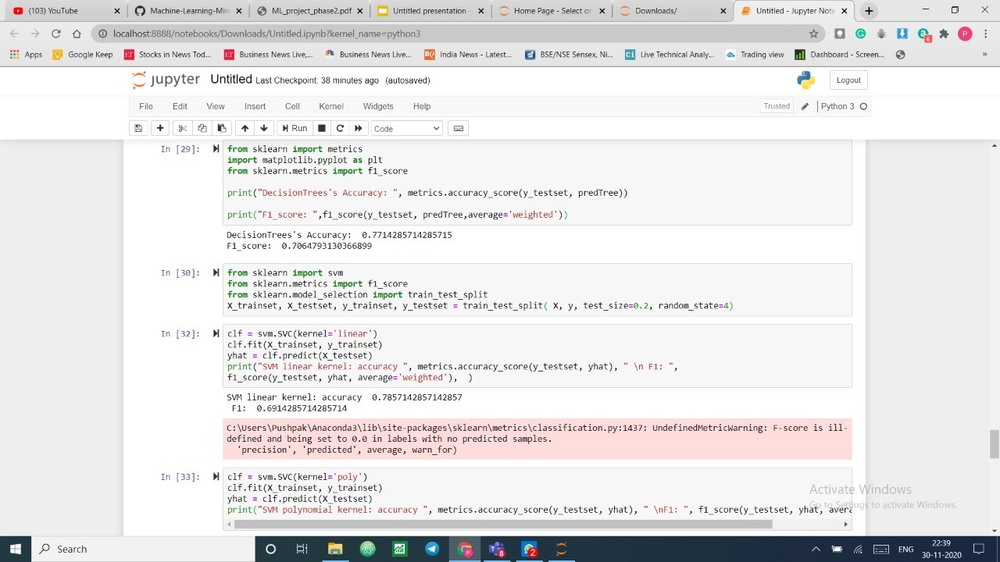 (103) YouTube
Machine-Learning-Min
ML_project_phase2.pdf
Untitled presentation -
Home Page - Select or
Downloads/
Untitled - Jupyter Note
localhost:8888/notebooks/Downloads/Untitled.ipynb?kernel_name=python3
6
P
Apps
Google Keep
ET Stocks in News Tod...
ET Business News Live,...
Business News Live...
BQ India News - Latest...
BSE/NSE Sensex, Ni...
Ci Live Technical Analy...
Trading view
Dashboard - Screen...
»
jupyter Untitled Last Checkpoint: 38 minutes ago (autosaved)
Logout
File Edit View Insert Cell Kernel Widgets Help
Trusted
Python 3
Run
Code
In [29]:
from sklearn import metrics
import matplotlib.pyplot as plt
from sklearn.metrics import f1_score
print("DecisionTrees's Accuracy: ", metrics.accuracy_score(y_testset, predTree))
print("F1_score: ",f1_score(y_testset, predTree,average='weighted'))
DecisionTrees's Accuracy:  0.7714285714285715
F1_score:  0.7064793130366899
In [30]:
from sklearn import svm
from sklearn.metrics import f1_score
from sklearn.model_selection import train_test_split
X_trainset, X_testset, y_trainset, y_testset = train_test_split( X, y, test_size=0.2, random_state=4)
In [32]:
clf = svm.SVC(kernel='linear')
clf.fit(X_trainset, y_trainset)
yhat = clf.predict(X_testset)
print("SVM linear kernel: accuracy ", metrics.accuracy_score(y_testset, yhat), " \n F1: ",
f1_score(y_testset, yhat, average='weighted'),  )
SVM linear kernel: accuracy  0.7857142857142857
F1:  0.6914285714285714
C:\Users\Pushpak\Anaconda3\lib\site-packages\sklearn\metrics\classification.py:1437: UndefinedMetricWarning: F-score is ill-
defined and being set to 0.0 in labels with no predicted samples.
'precision', 'predicted', average, warn_for)
In [33]:
clf = svm.SVC(kernel='poly')
clf.fit(X_trainset, y_trainset)
yhat = clf.predict(X_testset)
print("SVM polynomial kernel: accuracy ", metrics.accuracy_score(y_testset, yhat), " \nF1: ", f1_score(y_testset, yhat, avera
Activate Windows
Go to Settings to activate Windows.
Search
8
2
ENG
22:39
30-11-2020